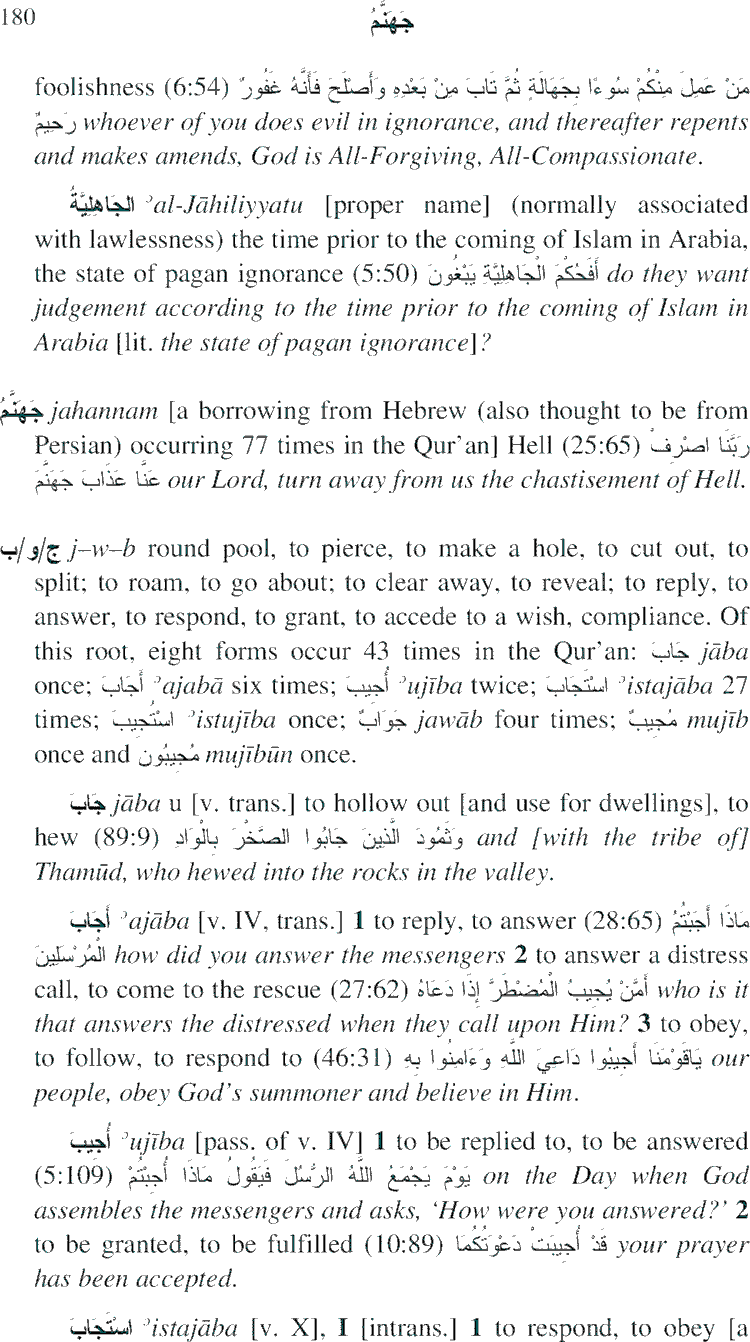 180 جَهَنَّمُ
foolishness (6:54) مَنْ عَمِلَ مِنْكُمْ سُوءًا بِجَهَالَةٍ ثُمَّ تَابَ مِنْ بَعْدِهِ وَأَصْلَحَ فَأَنَّهُ غَفُورٌ
رَحِيمٌ whoever of you does evil in ignorance, and thereafter repents
and makes amends, God is All-Forgiving, All-Compassionate.
الجَاهِلِيَّةُ ʾal-Jāhiliyyatu [proper name] (normally associated
with lawlessness) the time prior to the coming of Islam in Arabia,
the state of pagan ignorance (5:50) أَفَحُكْمَ الْجَاهِلِيَّةِ يَبْغُونَ do they want
judgement according to the time prior to the coming of Islam in
Arabia [lit. the state of pagan ignorance]?
جَهَنَّمُ jahannam [a borrowing from Hebrew (also thought to be from
Persian) occurring 77 times in the Qur'an] Hell (25:65) رَبَّنَا اصْرِفْ
عَنَّا عَذَابَ جَهَنَّمَ our Lord, turn away from us the chastisement of Hell.
ج/و/ب j–w–b round pool, to pierce, to make a hole, to cut out, to
split; to roam, to go about; to clear away, to reveal; to reply, to
answer, to respond, to grant, to accede to a wish, compliance. Of
this root, eight forms occur 43 times in the Qur'an: جَابَ jāba
once; أَجَابَ ʾajabā six times; أُجِيبَ ʾujība twice; اسْتَجَابَ ʾistajāba 27
times; اسْتُجِيبَ ʾistujība once; جَوَابٌ jawāb four times; مُجِيبٌ mujīb
once and مُجِيبُون mujībūn once.
جَابَ jāba u [v. trans.] to hollow out [and use for dwellings], to
hew (89:9) وَثَمُودَ الَّذِينَ جَابُوا الصَّخْرَ بِالْوَادِ and [with the tribe of]
Thamūd, who hewed into the rocks in the valley.
أَجَابَ ʾajāba [v. IV, trans.] 1 to reply, to answer (28:65) مَاذَا أَجَبْتُمُ
الْمُرْسَلِينَ how did you answer the messengers 2 to answer a distress
call, to come to the rescue (27:62) أَمَّنْ يُجِيبُ الْمُضْطَرَّ إِذَا دَعَاهُ who is it
that answers the distressed when they call upon Him? 3 to obey,
to follow, to respond to (46:31) يَاقَوْمَنَا أَجِيبُوا دَاعِيَ اللَّهِ وَءَامِنُوا بِهِ our
people, obey God's summoner and believe in Him.
أُجِيبَ ʾujība [pass. of v. IV] 1 to be replied to, to be answered
(5:109) يَوْمَ يَجْمَعُ اللَّهُ الرُّسُلَ فَيَقُولُ مَاذَا أُجِبْتُمْ on the Day when God
assembles the messengers and asks, 'How were you answered?' 2
to be granted, to be fulfilled (10:89) قَدْ أُجِيبَتْ دَعْوَتُكُمَا your prayer
has been accepted.
اسْتَجَابَ ʾistajāba [v. X], I [intrans.] 1 to respond, to obey [a